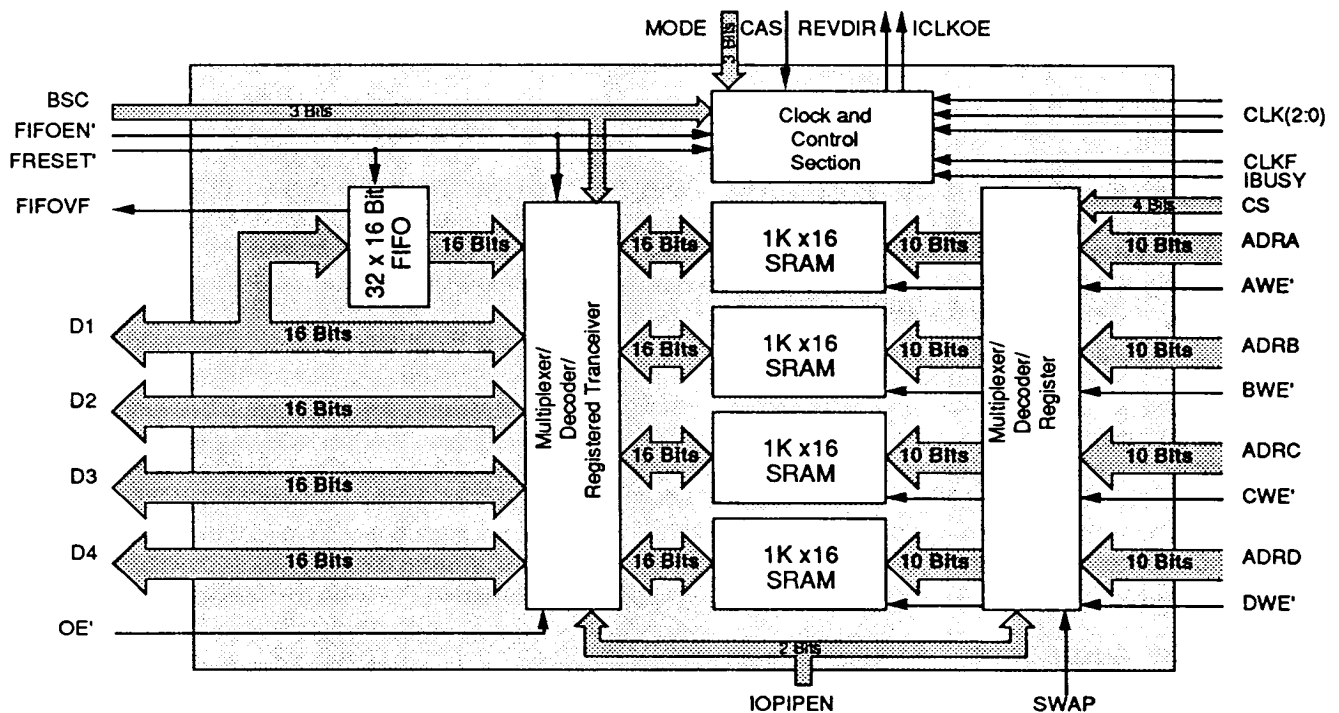 MODE CAS REVDIR ICLKOE
3 Bits
BSC
3 Bits
Clock and
Control
Section
CLK(2:0)
FIFOEN'
FRESET'
CLKF
IBUSY
FIFOVF
32 x 16 Bit
FIFO
4 Bits
CS
16 Bits
16 Bits
1K x16
SRAM
10 Bits
10 Bits
ADRA
AWE'
D1
16 Bits
Multiplexer/
Decoder/
Registered Tranceiver
16 Bits
1K x16
SRAM
10 Bits
Multiplexer/
Decoder/
Register
10 Bits
ADRB
BWE'
D2
16 Bits
16 Bits
1K x16
SRAM
10 Bits
10 Bits
ADRC
CWE'
D3
16 Bits
D4
16 Bits
16 Bits
1K x16
SRAM
10 Bits
10 Bits
ADRD
DWE'
OE'
2 Bits
IOPIPEN
SWAP